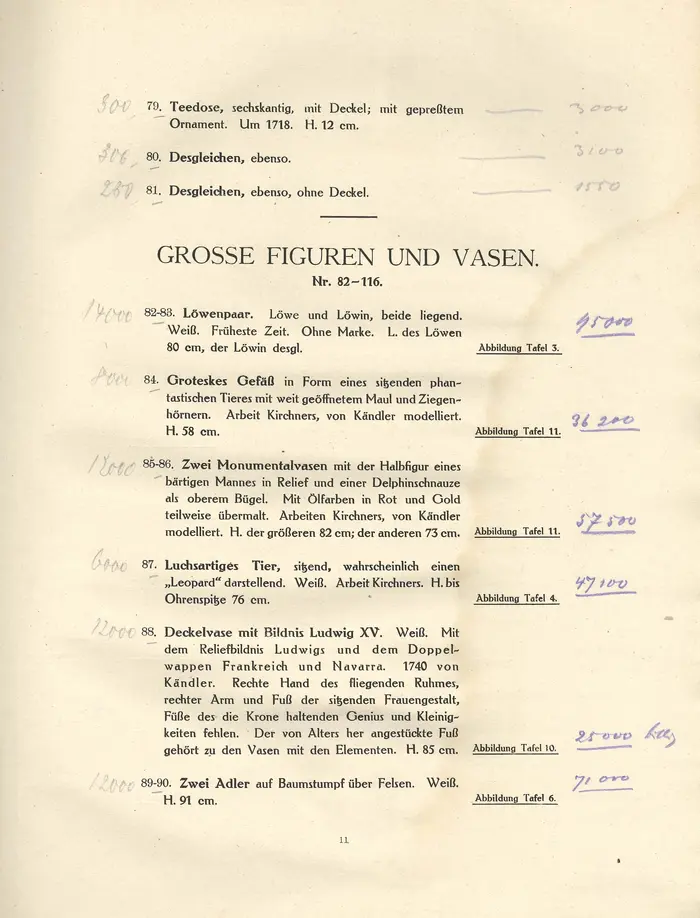 300 79. Teedose, sechskantig, mit Deckel; mit gepreßtem 3000
Ornament. Um 1718. H. 12 cm.
300 80. Desgleichen, ebenso. 3100
280 81. Desgleichen, ebenso, ohne Deckel. 1550
GROSSE FIGUREN UND VASEN.
Nr. 82–116.
14000 82-83. Löwenpaar. Löwe und Löwin, beide liegend. 95000
Weiß. Früheste Zeit. Ohne Marke. L. des Löwen
80 cm, der Löwin desgl. Abbildung Tafel 3.
8000 84. Groteskes Gefäß in Form eines sitzenden phan-
tastischen Tieres mit weit geöffnetem Maul und Ziegen-
hörnern. Arbeit Kirchners, von Kändler modelliert. 36200
H. 58 cm. Abbildung Tafel 11.
12000 85-86. Zwei Monumentalvasen mit der Halbfigur eines
bärtigen Mannes in Relief und einer Delphinschnauze
als oberem Bügel. Mit Ölfarben in Rot und Gold
teilweise übermalt. Arbeiten Kirchners, von Kändler 57500
modelliert. H. der größeren 82 cm; der anderen 73 cm. Abbildung Tafel 11.
6000 87. Luchsartiges Tier, sitzend, wahrscheinlich einen
„Leopard“ darstellend. Weiß. Arbeit Kirchners. H. bis 47100
Ohrenspitze 76 cm. Abbildung Tafel 4.
12000 88. Deckelvase mit Bildnis Ludwig XV. Weiß. Mit
dem Reliefbildnis Ludwigs und dem Doppel-
wappen Frankreich und Navarra. 1740 von
Kändler. Rechte Hand des fliegenden Ruhmes,
rechter Arm und Fuß der sitzenden Frauengestalt,
Füße des die Krone haltenden Genius und Kleinig-
keiten fehlen. Der von Alters her angestückte Fuß 25000
gehört zu den Vasen mit den Elementen. H. 85 cm. Abbildung Tafel 10.
12000 89-90. Zwei Adler auf Baumstumpf über Felsen. Weiß. 71000
H. 91 cm. Abbildung Tafel 6.
11